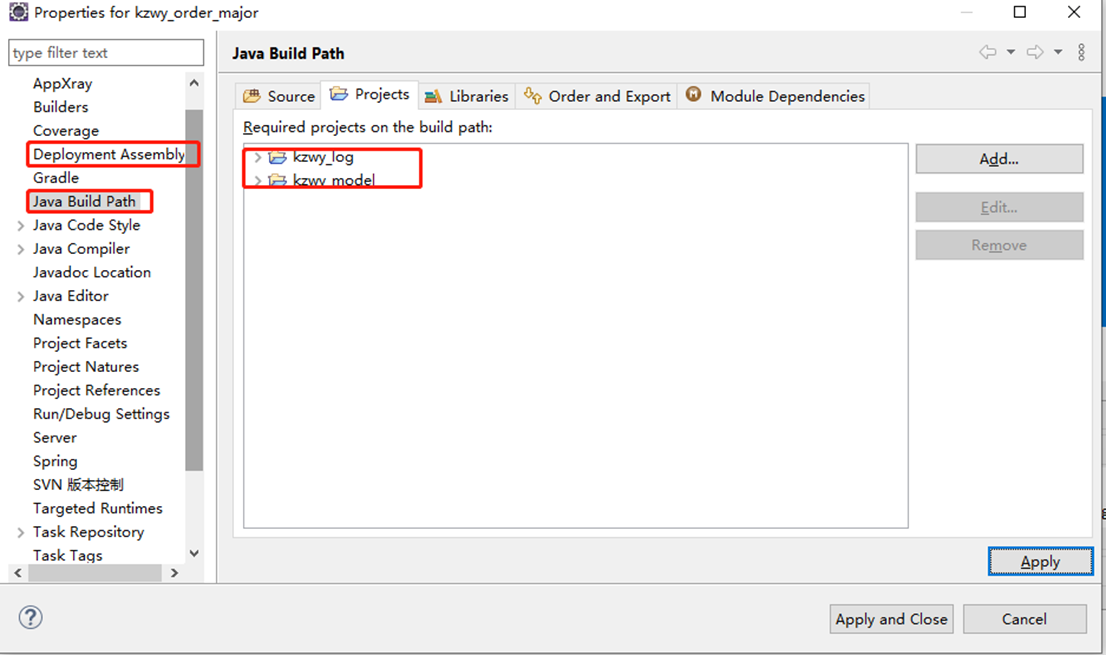 Properties for kzwy_order_major
type filter text
AppXray
Builders
Coverage
Deployment Assembly
Gradle
Java Build Path
Java Code Style
Java Compiler
Javadoc Location
Java Editor
Namespaces
Project Facets
Project Natures
Project References
Run/Debug Settings
Server
Spring
SVN 版本控制
Targeted Runtimes
Task Repository
Task Tags
Java Build Path
Source Projects Libraries Order and Export Module Dependencies
Required projects on the build path:
kzwy_log
kzwy_model
Add...
Edit...
Remove
Apply
Apply and Close Cancel